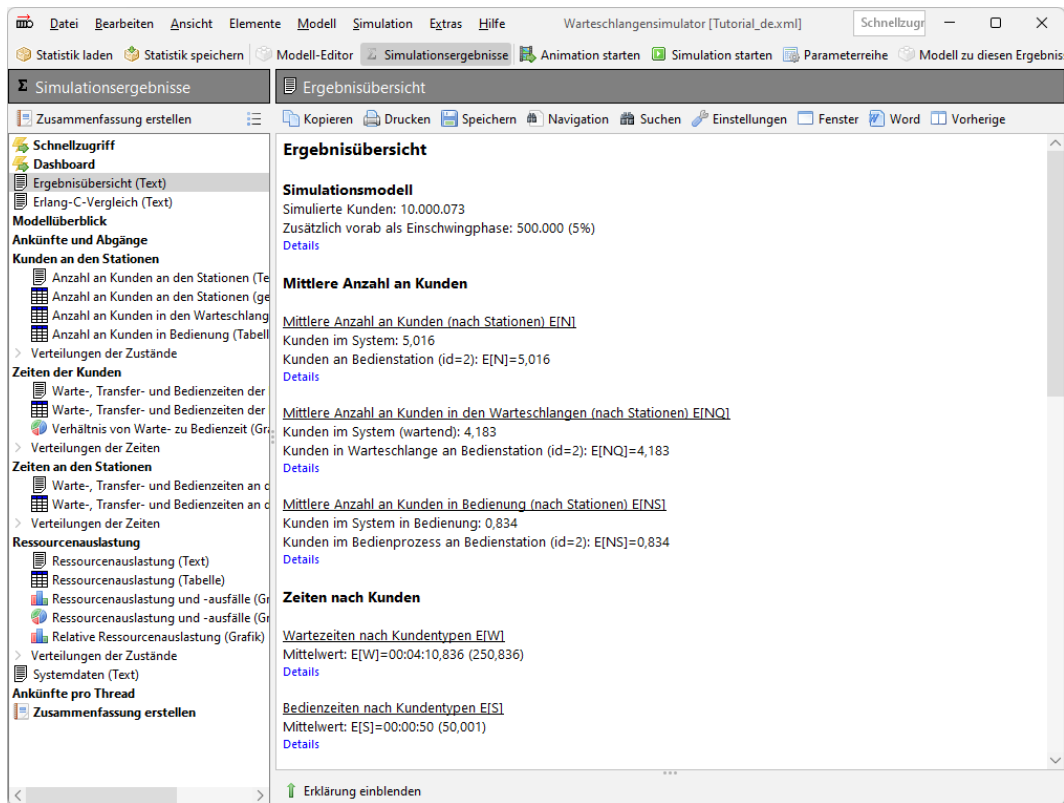 Datei Bearbeiten Ansicht Elemente Modell Simulation Extras Hilfe Warteschlangensimulator [Tutorial_de.xml] Schnellzugr
Statistik laden Statistik speichern Modell-Editor Simulationsergebnisse Animation starten Simulation starten Parameterreihe Modell zu diesen Ergebnis
Σ Simulationsergebnisse
Zusammenfassung erstellen
Schnellzugriff
Dashboard
Ergebnisübersicht (Text)
Erlang-C-Vergleich (Text)
Modellüberblick
Ankünfte und Abgänge
Kunden an den Stationen
Anzahl an Kunden an den Stationen (Te
Anzahl an Kunden an den Stationen (ge
Anzahl an Kunden in den Warteschlang
Anzahl an Kunden in Bedienung (Tabell
Verteilungen der Zustände
Zeiten der Kunden
Warte-, Transfer- und Bedienzeiten der
Warte-, Transfer- und Bedienzeiten der
Verhältnis von Warte- zu Bedienzeit (Gra
Verteilungen der Zeiten
Zeiten an den Stationen
Warte-, Transfer- und Bedienzeiten an d
Warte-, Transfer- und Bedienzeiten an d
Verteilungen der Zeiten
Ressourcenauslastung
Ressourcenauslastung (Text)
Ressourcenauslastung (Tabelle)
Ressourcenauslastung und -ausfälle (Gr
Ressourcenauslastung und -ausfälle (Gr
Relative Ressourcenauslastung (Grafik)
Verteilungen der Zustände
Systemdaten (Text)
Ankünfte pro Thread
Zusammenfassung erstellen
Ergebnisübersicht
Kopieren Drucken Speichern Navigation Suchen Einstellungen Fenster Word Vorherige
Ergebnisübersicht
Simulationsmodell
Simulierte Kunden: 10.000.073
Zusätzlich vorab als Einschwingphase: 500.000 (5%)
Details
Mittlere Anzahl an Kunden
Mittlere Anzahl an Kunden (nach Stationen) E[N]
Kunden im System: 5,016
Kunden an Bedienstation (id=2): E[N]=5,016
Details
Mittlere Anzahl an Kunden in den Warteschlangen (nach Stationen) E[NQ]
Kunden im System (wartend): 4,183
Kunden in Warteschlange an Bedienstation (id=2): E[NQ]=4,183
Details
Mittlere Anzahl an Kunden in Bedienung (nach Stationen) E[NS]
Kunden im System in Bedienung: 0,834
Kunden im Bedienprozess an Bedienstation (id=2): E[NS]=0,834
Details
Zeiten nach Kunden
Wartezeiten nach Kundentypen E[W]
Mittelwert: E[W]=00:04:10,836 (250,836)
Details
Bedienzeiten nach Kundentypen E[S]
Mittelwert: E[S]=00:00:50 (50,001)
Details
Erklärung einblenden